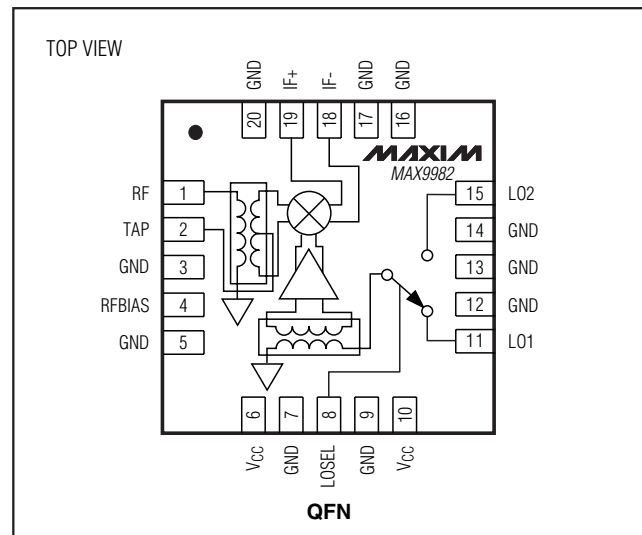 TOP VIEW
GND
IF+
IF-
GND
GND
20
19
18
17
16
MAXIM
MAX9982
RF 1
TAP 2
GND 3
RFBIAS 4
GND 5
15 LO2
14 GND
13 GND
12 GND
11 LO1
6
7
8
9
10
VCC
GND
LOSEL
GND
VCC
QFN